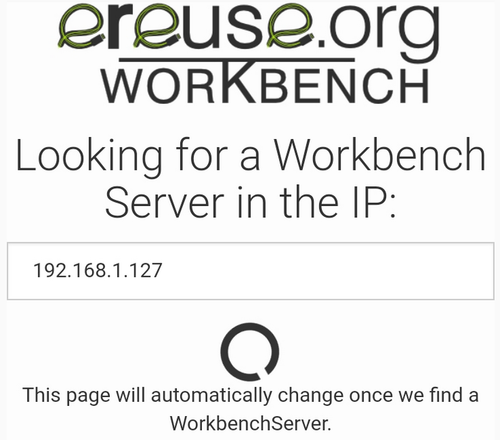 ereuse.org
WORKBENCH
Looking for a Workbench
Server in the IP:
192.168.1.127
This page will automatically change once we find a
WorkbenchServer.